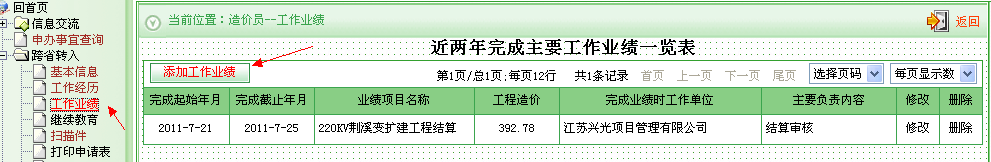 回首页
信息交流
申办事宜查询
跨省转入
基本信息
工作经历
工作业绩
继续教育
扫描件
打印申请表
当前位置：造价员--工作业绩
返回
近两年完成主要工作业绩一览表
添加工作业绩
第1页/总1页;每页12行 共1条记录 首页 上一页 下一页 尾页 选择页码 每页显示数
完成起始年月 完成截止年月 业绩项目名称 工程造价 完成业绩时工作单位 主要负责内容 修改 删除
2011-7-21 2011-7-25 220KV荆溪变扩建工程结算 392.78 江苏兴光项目管理有限公司 结算审核 修改 删除